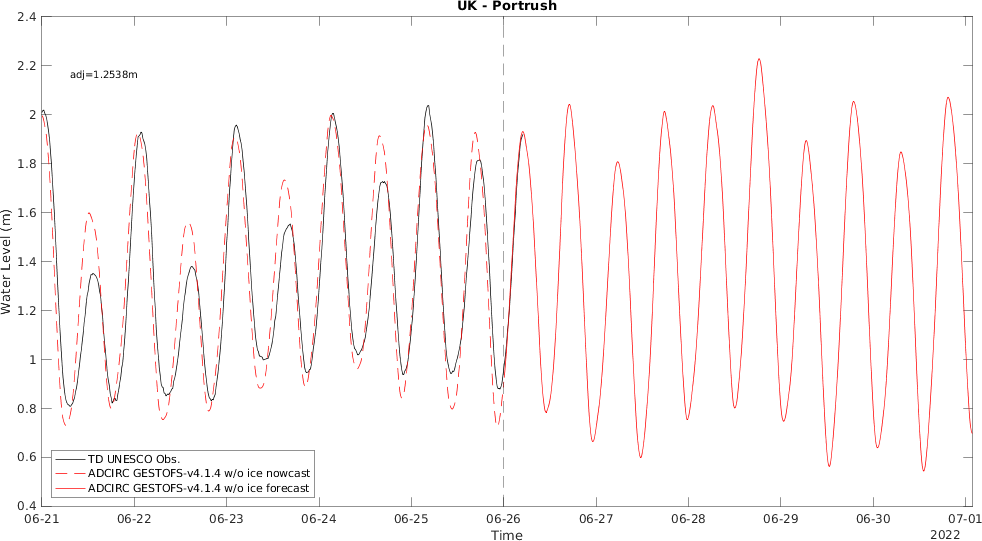 UK - Portrush
2.4
2.2
2
1.8
1.6
1.4
1.2
1
0.8
0.6
0.4
Water Level (m)
adj=1.2538m
TD UNESCO Obs.
ADCIRC GESTOFS-v4.1.4 w/o ice nowcast
ADCIRC GESTOFS-v4.1.4 w/o ice forecast
06-21 06-22 06-23 06-24 06-25 06-26 06-27 06-28 06-29 06-30 07-01
Time
2022